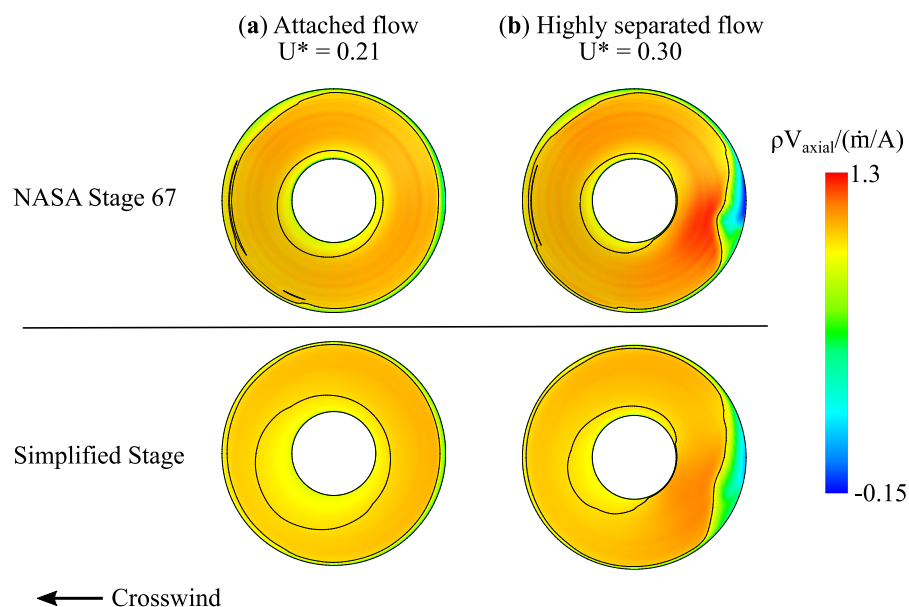 (a) Attached flow
U* = 0.21
(b) Highly separated flow
U* = 0.30
NASA Stage 67
ρV_axial/(ṁ/A)
1.3
-0.15
Simplified Stage
Crosswind